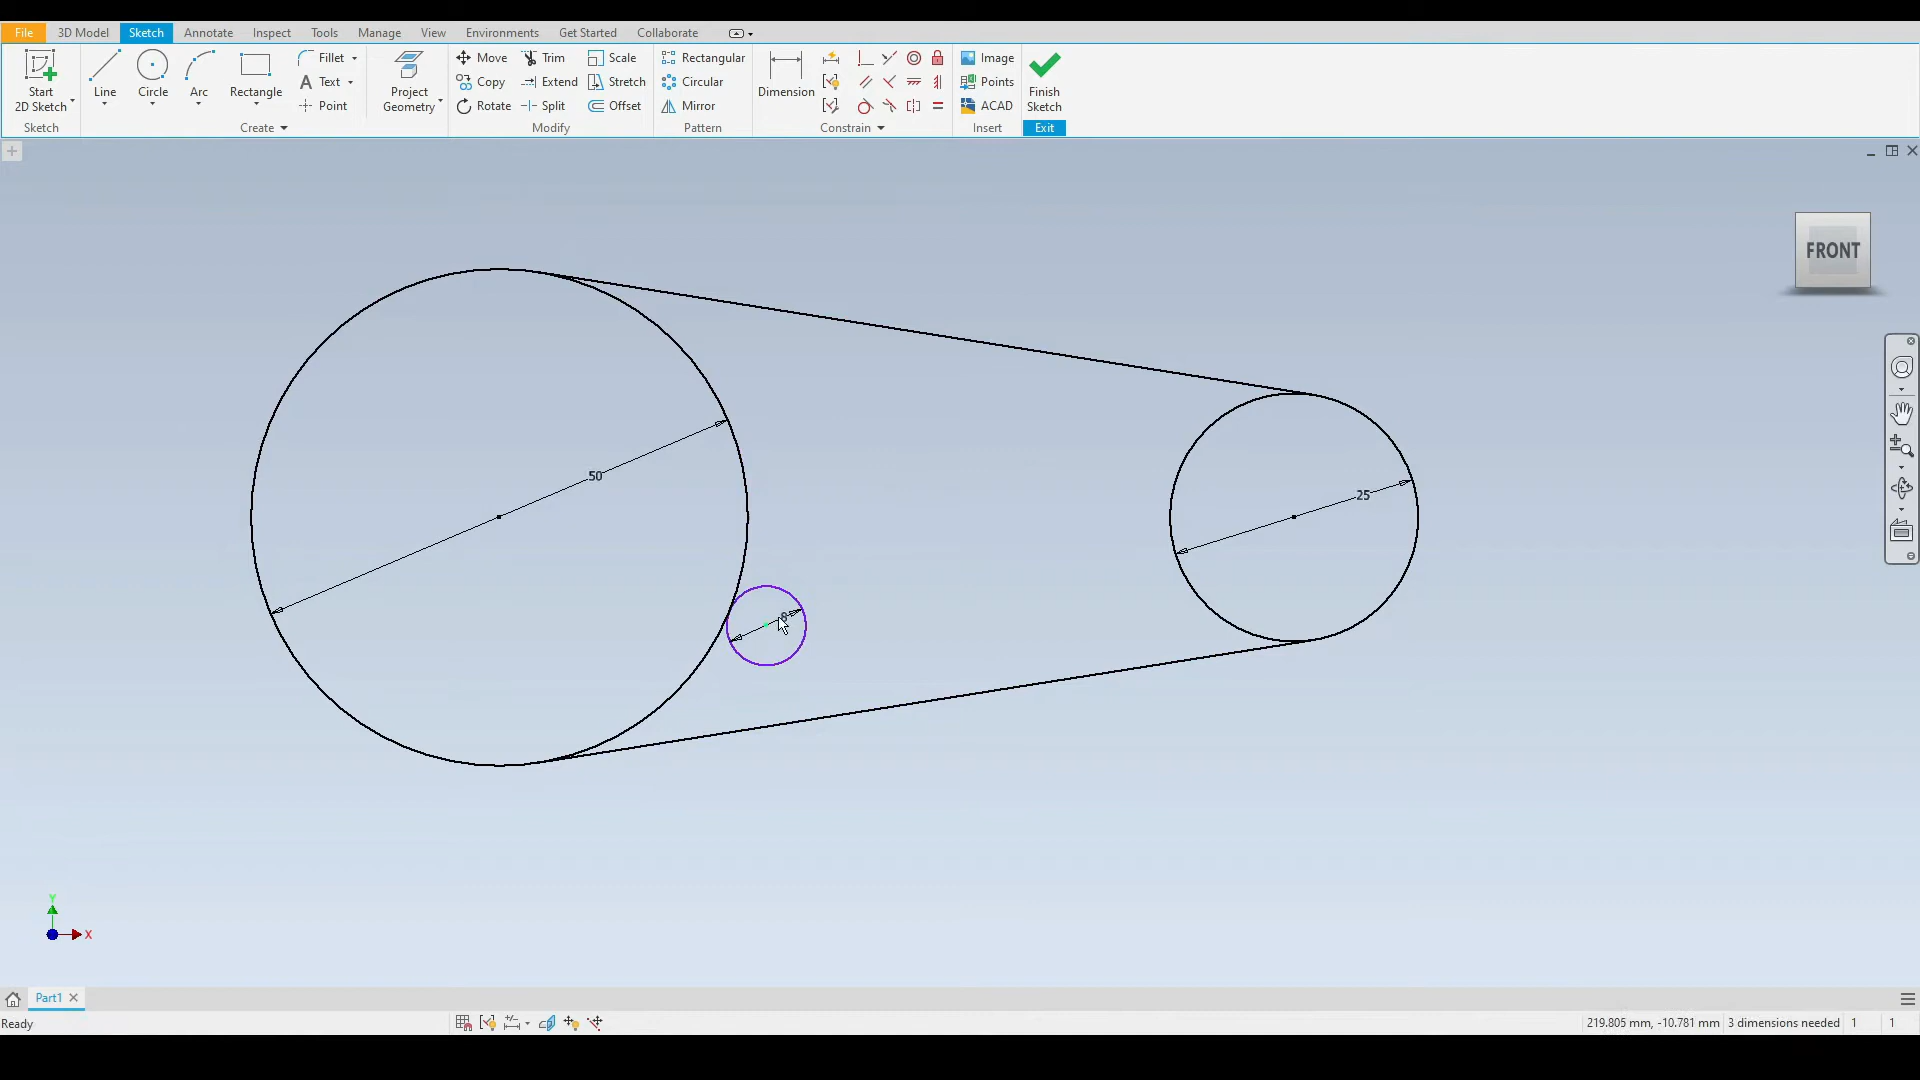 File 3D Model Sketch Annotate Inspect Tools Manage View Environments Get Started Collaborate
Start
2D Sketch
Line
Circle
Arc
Rectangle
Fillet
Text
Point
Project
Geometry
Move
Copy
Rotate
Trim
Extend
Split
Scale
Stretch
Offset
Rectangular
Circular
Mirror
Dimension
Image
Points
ACAD
Finish
Sketch
Sketch Create Modify Pattern Constrain Insert Exit
FRONT
50
25
8
Y
X
Part1
Ready
219.805 mm, -10.781 mm 3 dimensions needed 1 1